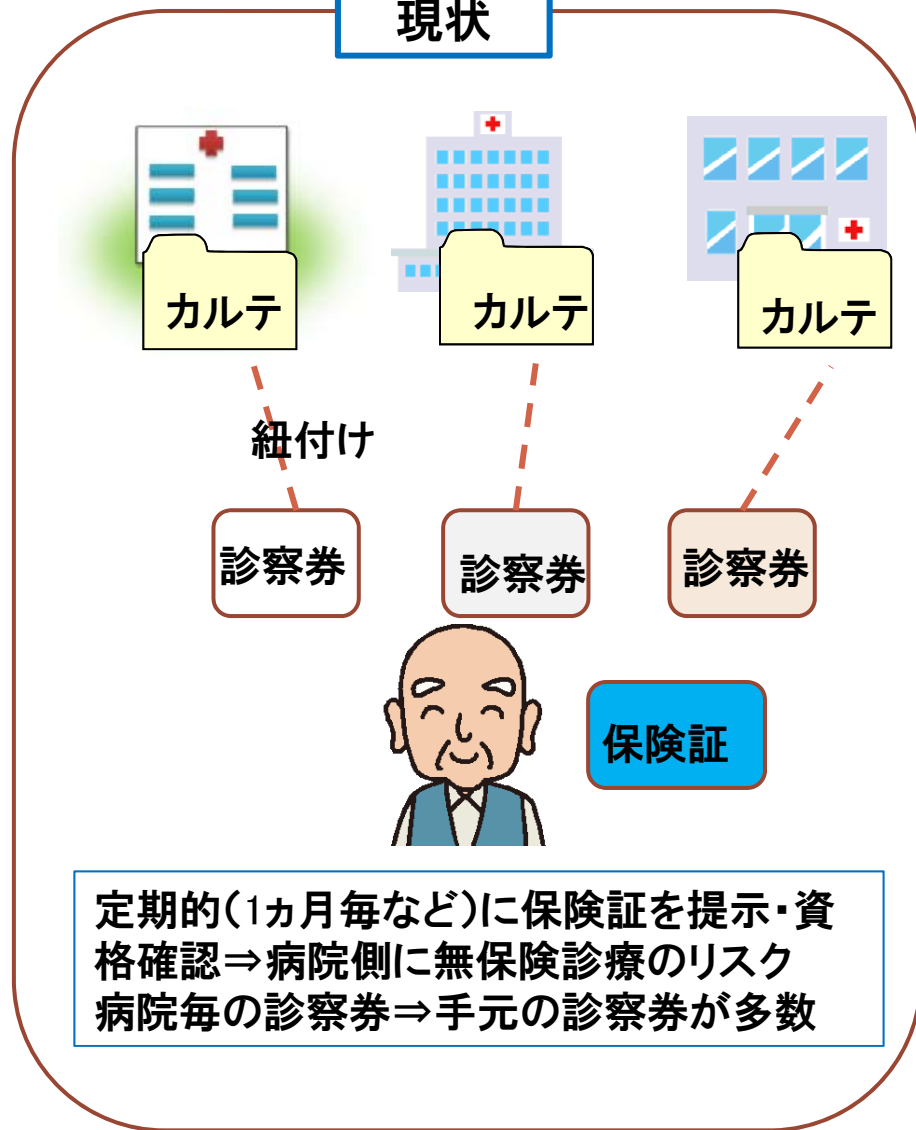 現状
カルテ
カルテ
カルテ
紐付け
診察券
診察券
診察券
保険証
定期的(1ヵ月毎など)に保険証を提示・資
格確認⇒病院側に無保険診療のリスク
病院毎の診察券⇒手元の診察券が多数